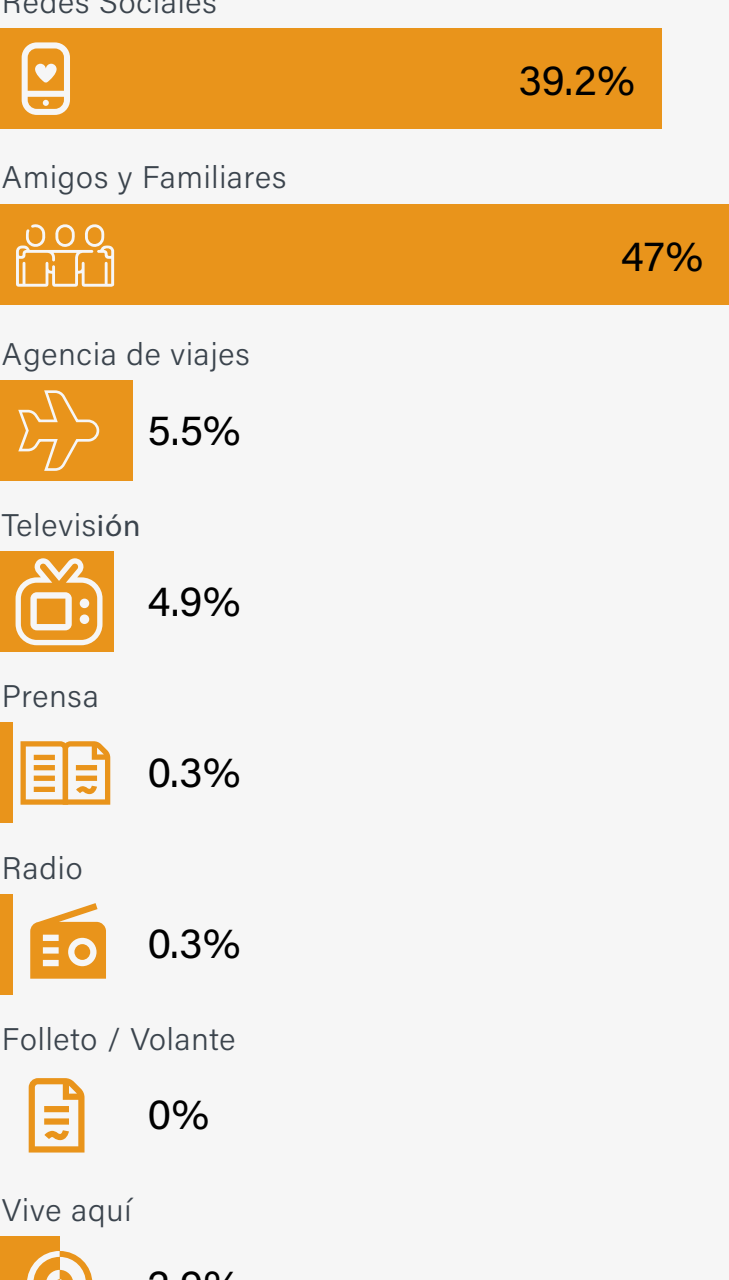 Redes Sociales
39.2%
Amigos y Familiares
47%
Agencia de viajes
5.5%
Televisión
4.9%
Prensa
0.3%
Radio
0.3%
Folleto / Volante
0%
Vive aquí